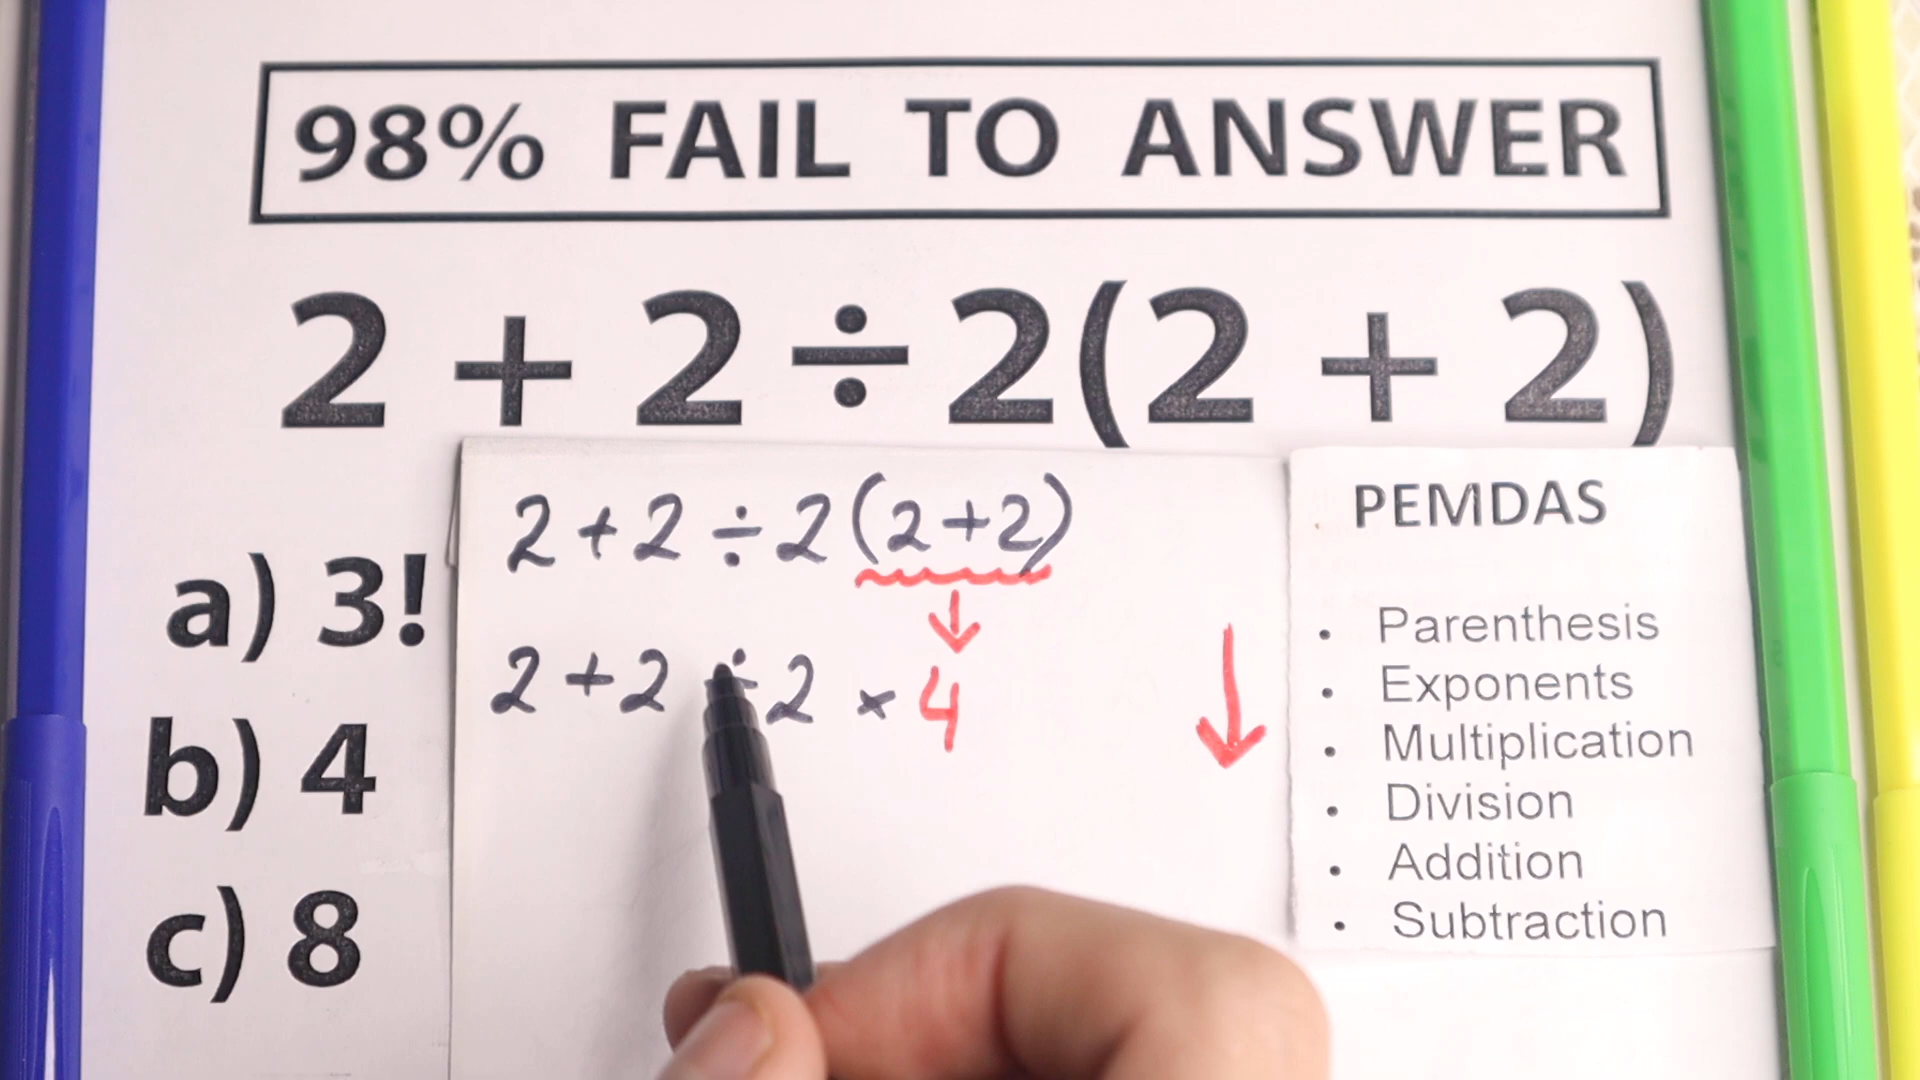 98% FAIL TO ANSWER
2 + 2 ÷ 2(2 + 2)
2 + 2 ÷ 2(2+2)
2 + 2 ÷ 2 × 4
a) 3!
b) 4
c) 8
PEMDAS
• Parenthesis
• Exponents
• Multiplication
• Division
• Addition
• Subtraction